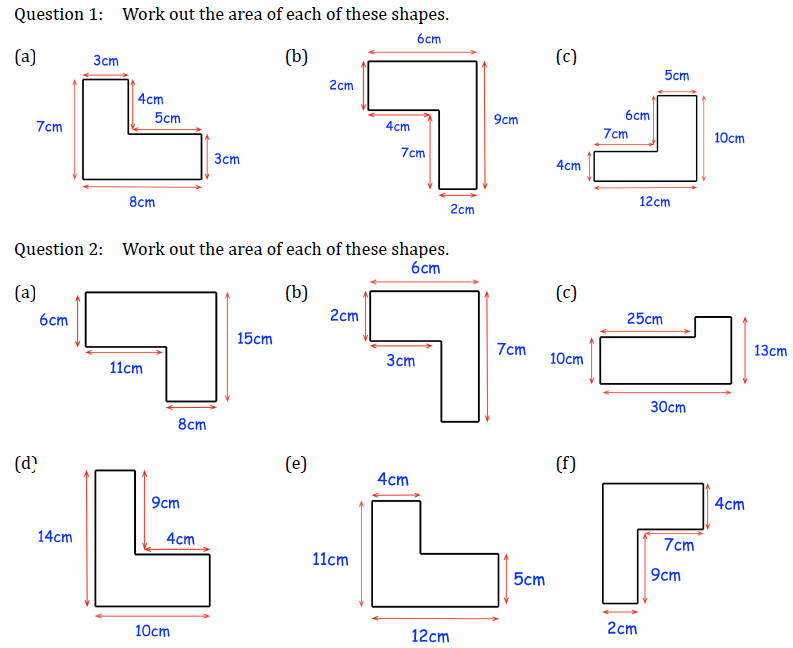 Question 1: Work out the area of each of these shapes.
(a)
3cm
4cm
5cm
7cm
3cm
8cm
(b)
6cm
2cm
4cm
9cm
7cm
2cm
(c)
5cm
6cm
7cm
10cm
4cm
12cm
Question 2: Work out the area of each of these shapes.
(a)
6cm
15cm
11cm
8cm
(b)
6cm
2cm
7cm
3cm
(c)
25cm
13cm
10cm
30cm
(d)
9cm
14cm
4cm
10cm
(e)
4cm
11cm
5cm
12cm
(f)
4cm
7cm
9cm
2cm